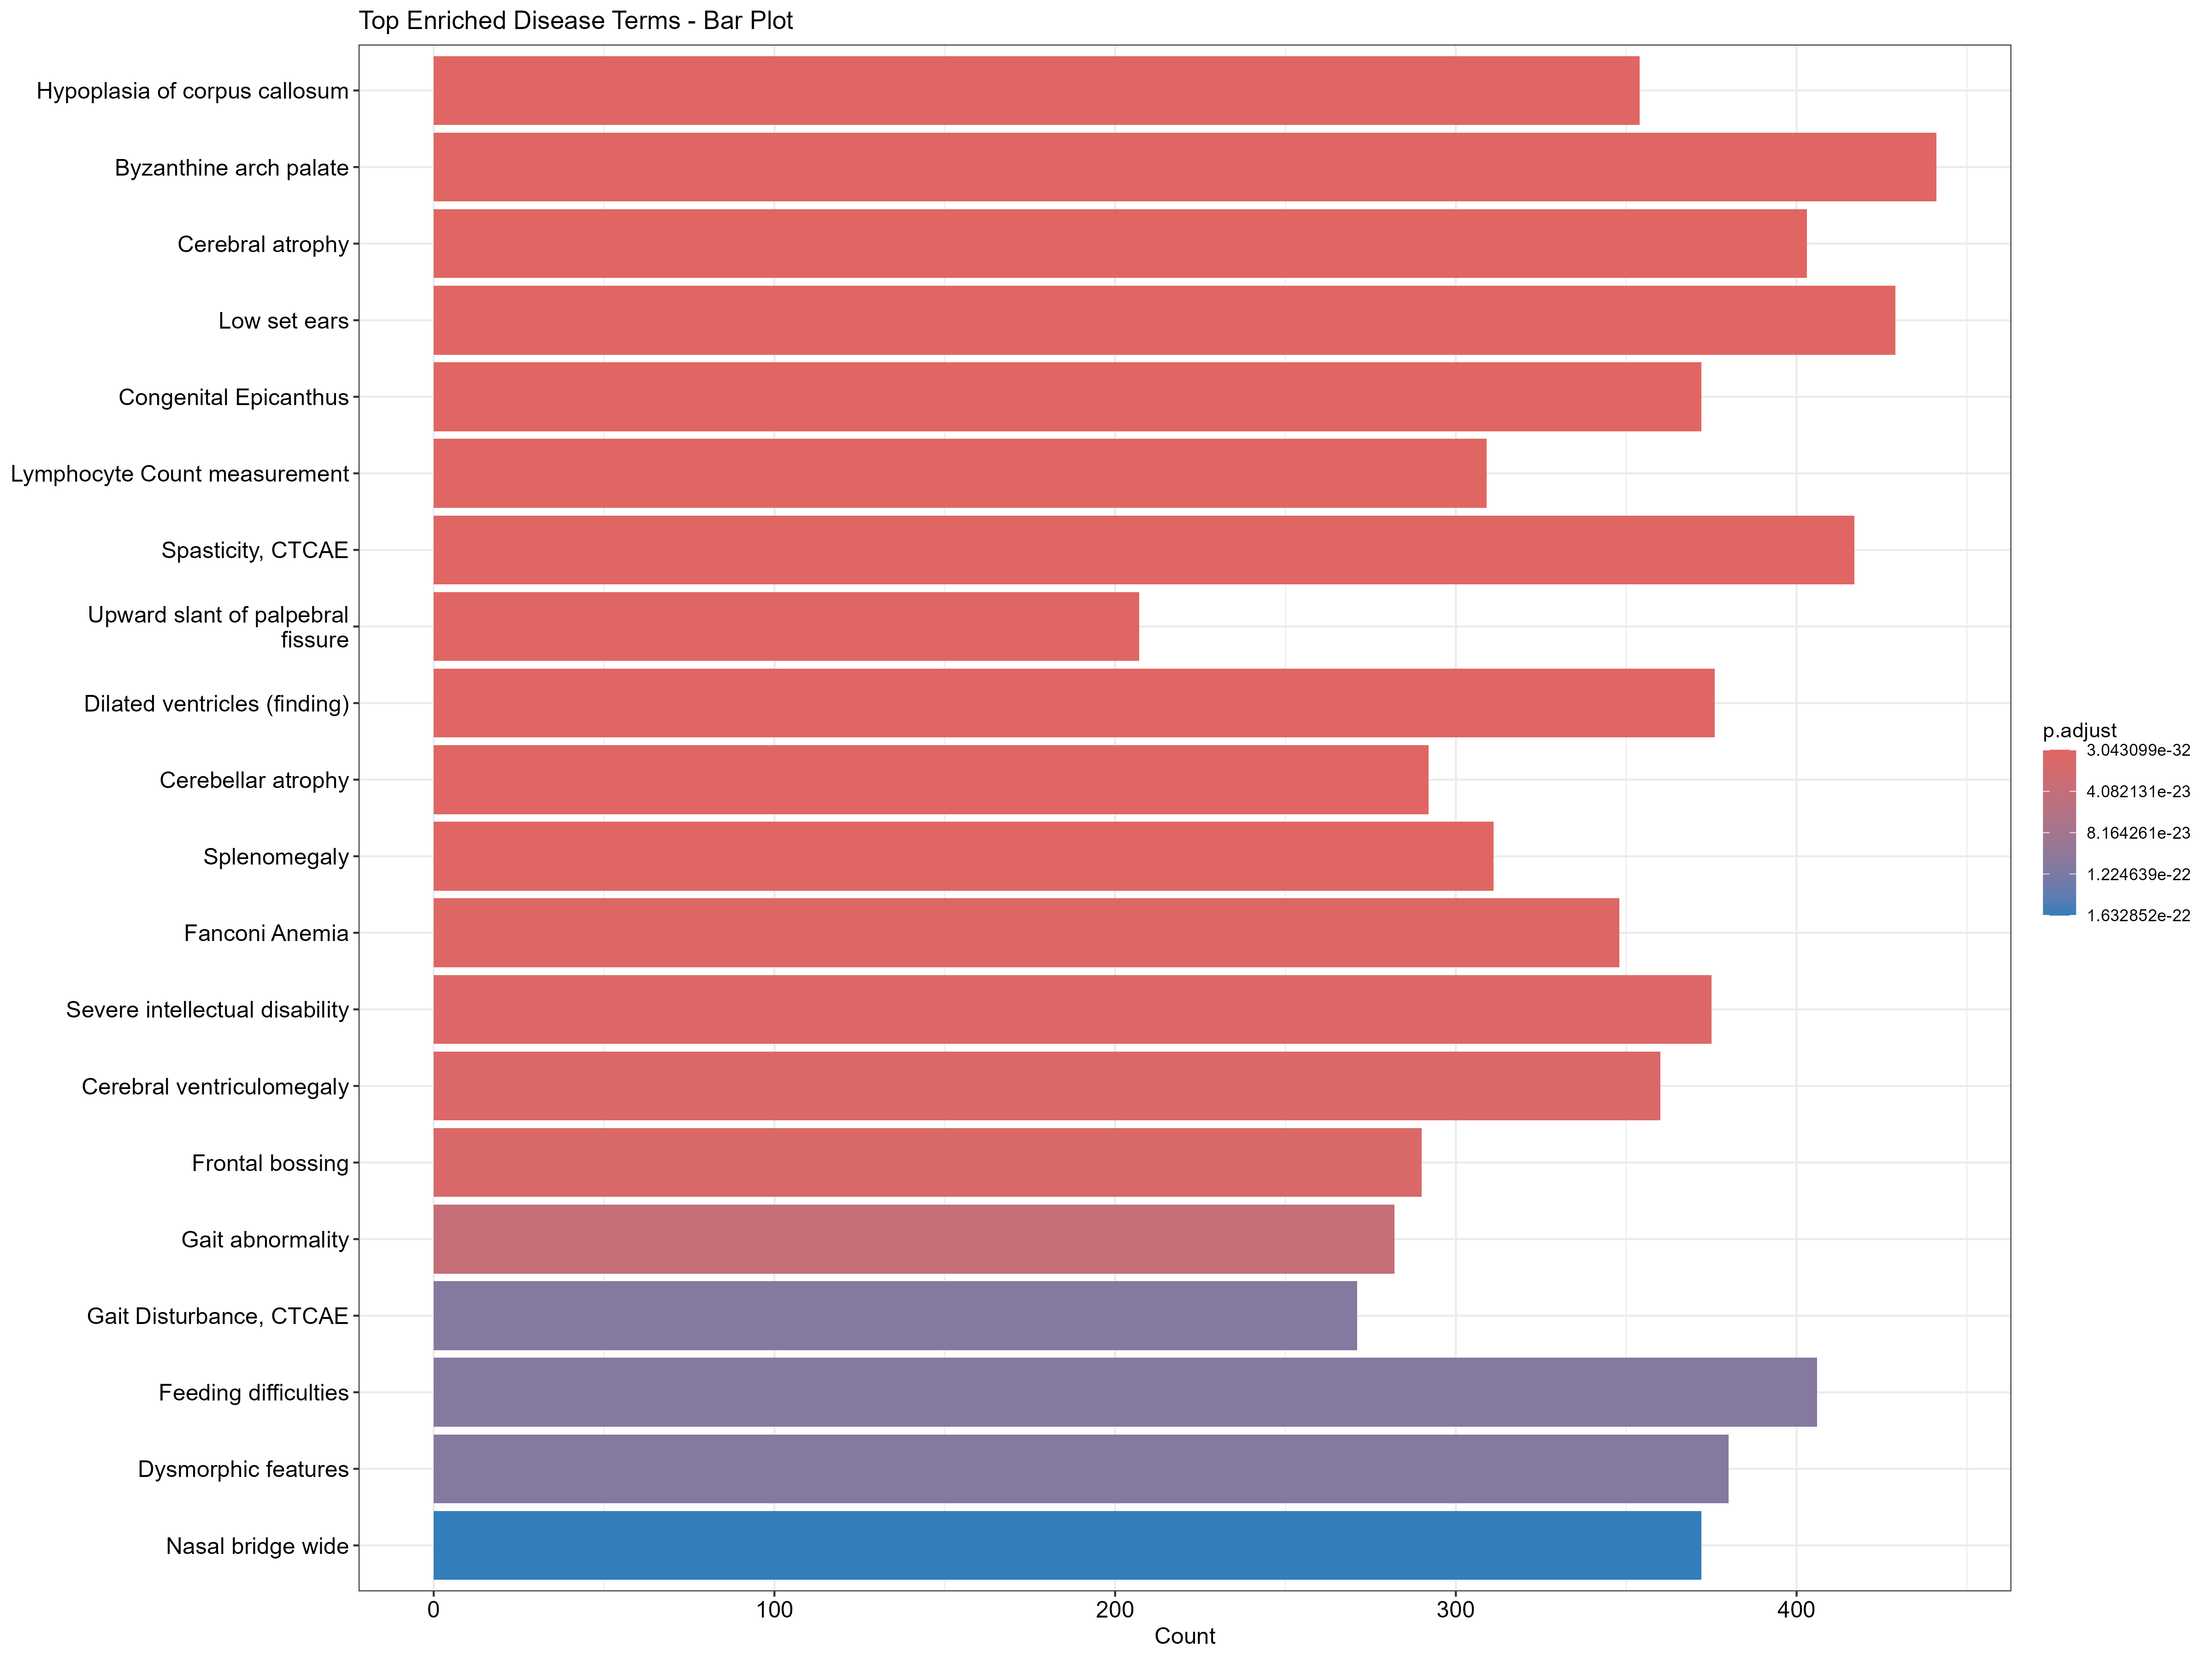 Top Enriched Disease Terms - Bar Plot
Hypoplasia of corpus callosum
Byzanthine arch palate
Cerebral atrophy
Low set ears
Congenital Epicanthus
Lymphocyte Count measurement
Spasticity, CTCAE
Upward slant of palpebral
fissure
Dilated ventricles (finding)
Cerebellar atrophy
Splenomegaly
Fanconi Anemia
Severe intellectual disability
Cerebral ventriculomegaly
Frontal bossing
Gait abnormality
Gait Disturbance, CTCAE
Feeding difficulties
Dysmorphic features
Nasal bridge wide
0 100 200 300 400
Count
p.adjust
3.043099e-32
4.082131e-23
8.164261e-23
1.224639e-22
1.632852e-22